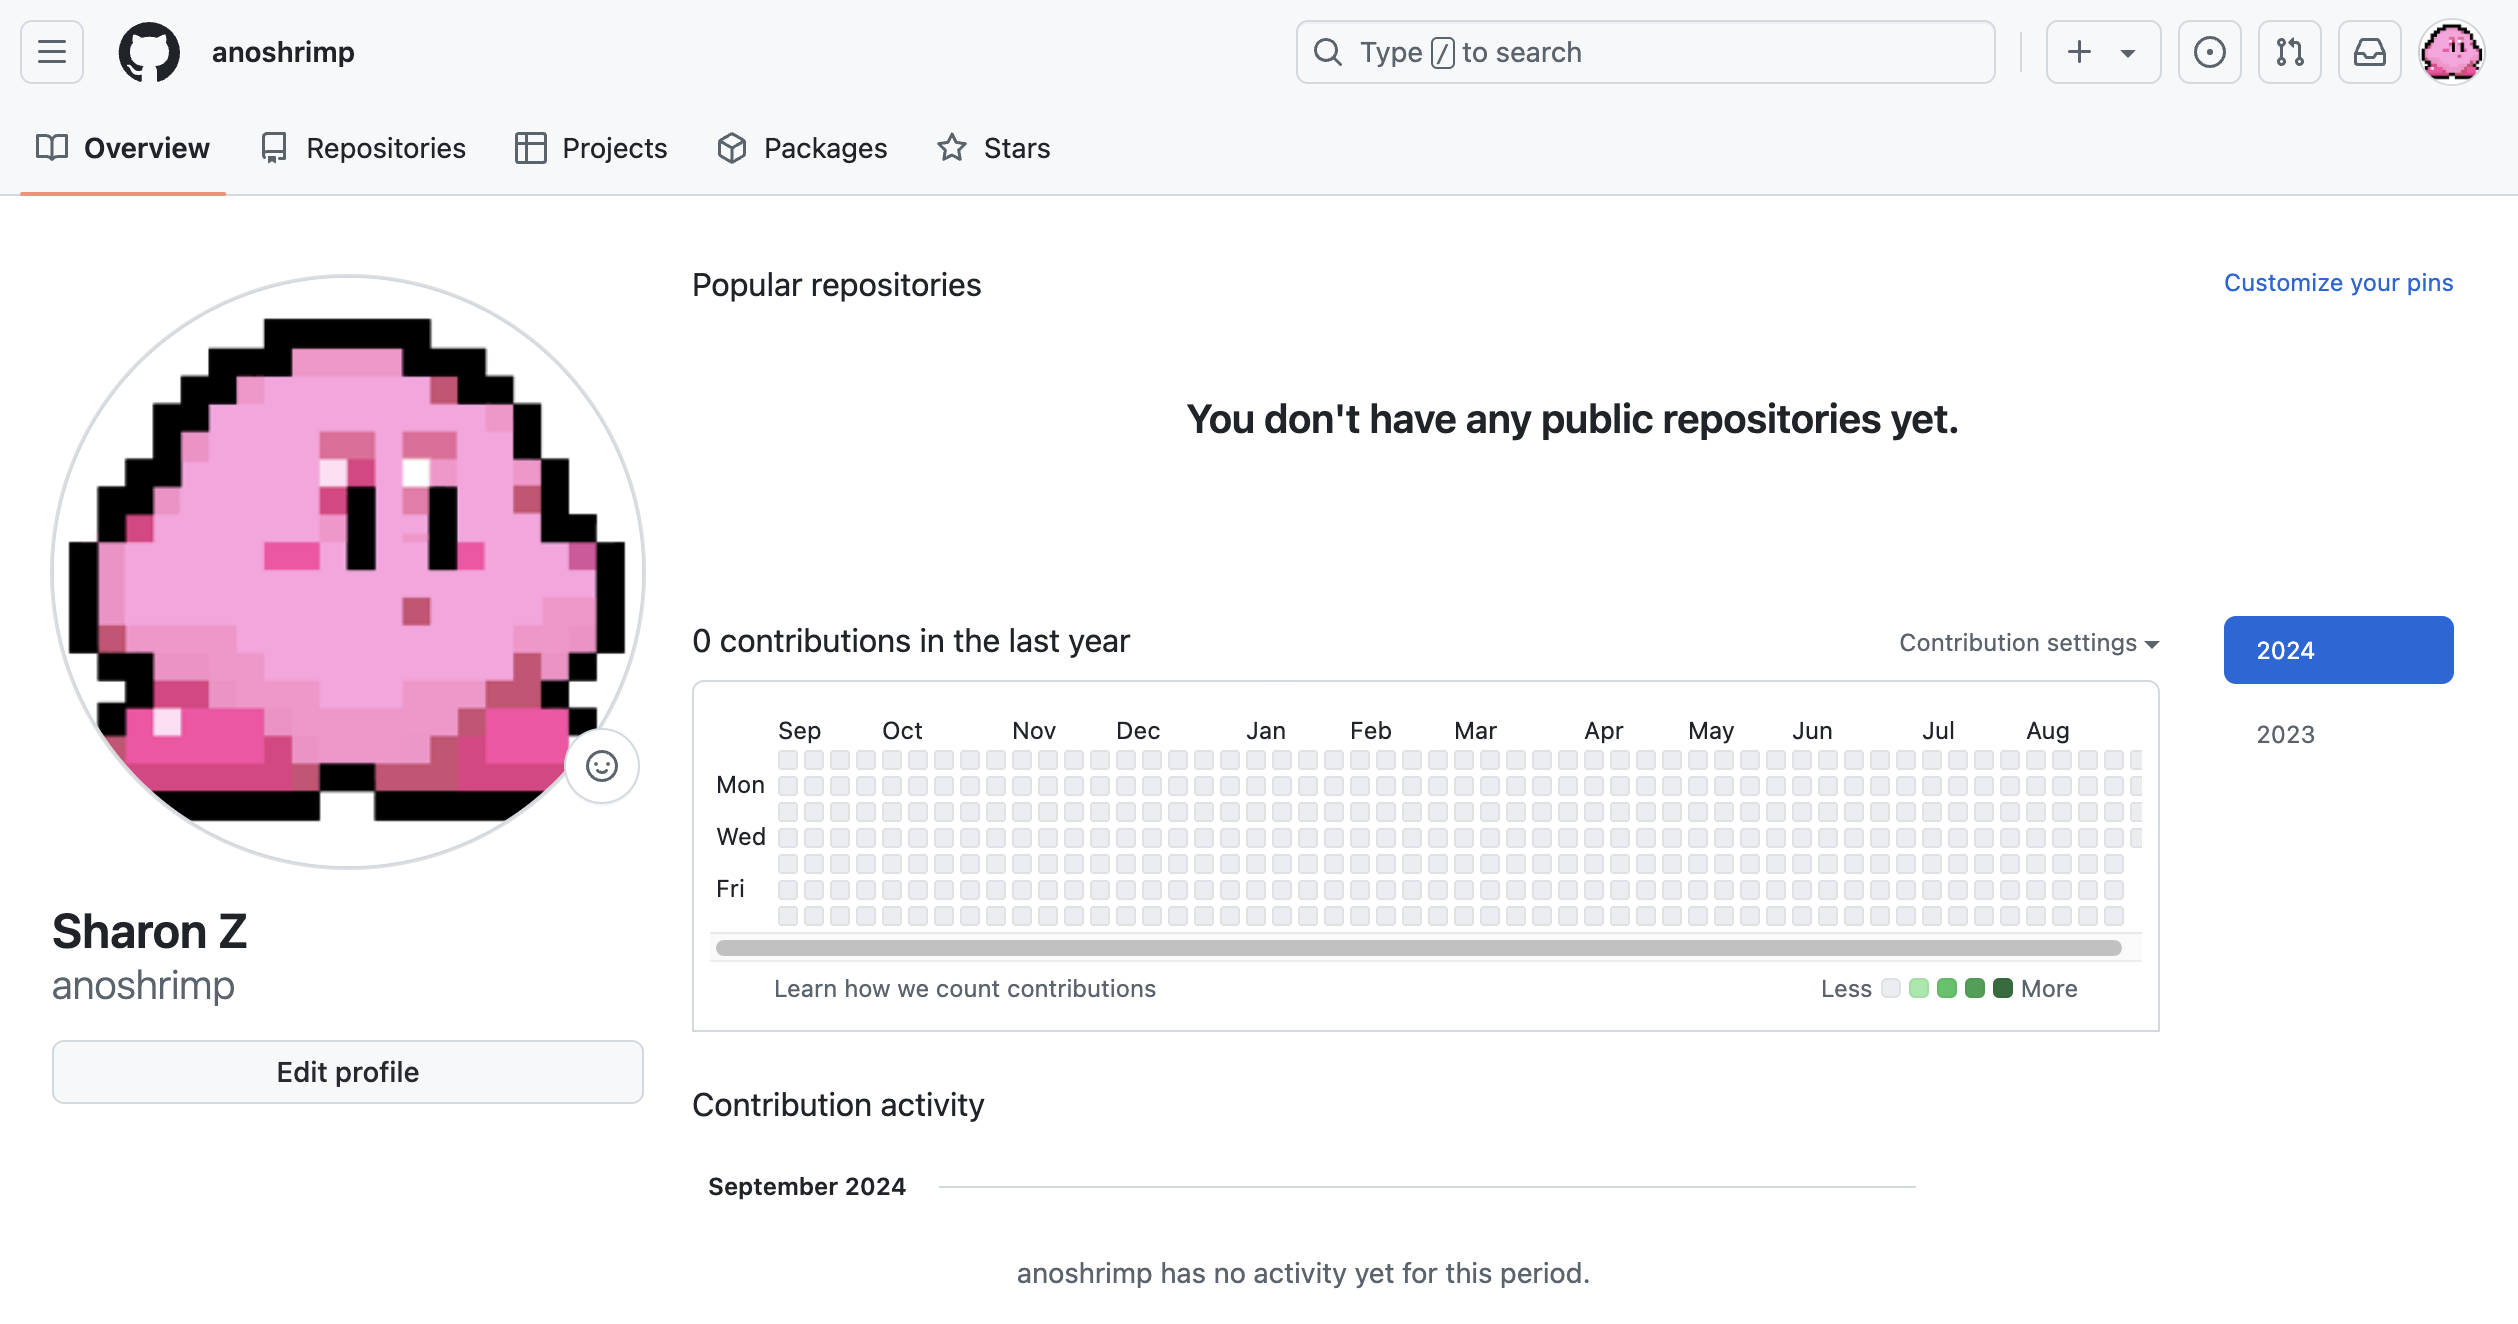 anoshrimp
Type / to search
Overview
Repositories
Projects
Packages
Stars
Sharon Z
anoshrimp
Edit profile
Popular repositories
Customize your pins
You don't have any public repositories yet.
0 contributions in the last year
Contribution settings
2024
2023
Sep Oct Nov Dec Jan Feb Mar Apr May Jun Jul Aug
Mon
Wed
Fri
Learn how we count contributions
Less More
Contribution activity
September 2024
anoshrimp has no activity yet for this period.